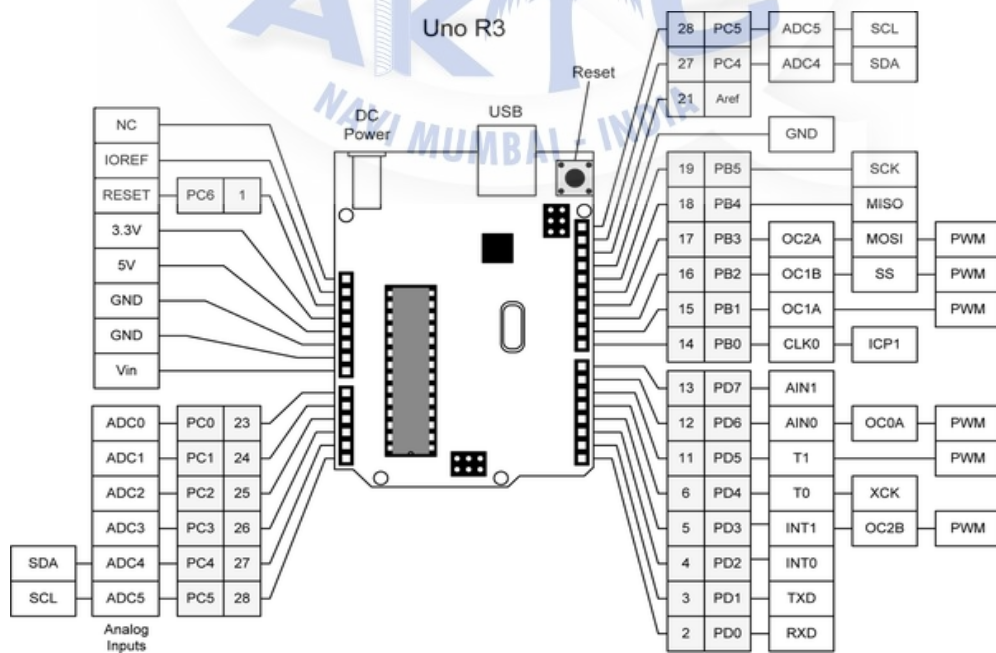 AKTU
NAVI MUMBAI - INDIA
Uno R3
Reset
USB
DC
Power
NC
IOREF
RESET PC6 1
3.3V
5V
GND
GND
Vin
ADC0 PC0 23
ADC1 PC1 24
ADC2 PC2 25
ADC3 PC3 26
SDA ADC4 PC4 27
SCL ADC5 PC5 28
Analog
Inputs
28 PC5 ADC5 SCL
27 PC4 ADC4 SDA
21 Aref
GND
19 PB5 SCK
18 PB4 MISO
17 PB3 OC2A MOSI PWM
16 PB2 OC1B SS PWM
15 PB1 OC1A PWM
14 PB0 CLK0 ICP1
13 PD7 AIN1
12 PD6 AIN0 OC0A PWM
11 PD5 T1 PWM
6 PD4 T0 XCK
5 PD3 INT1 OC2B PWM
4 PD2 INT0
3 PD1 TXD
2 PD0 RXD